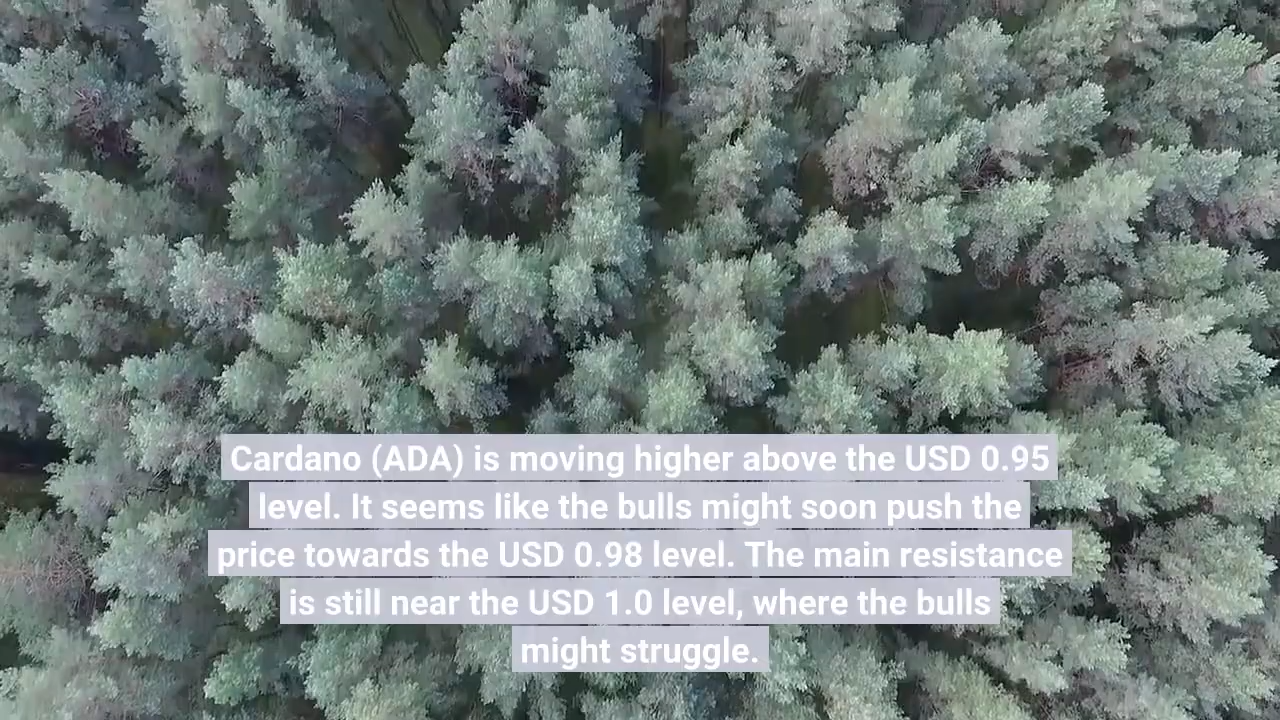 Cardano (ADA) is moving higher above the USD 0.95
level. It seems like the bulls might soon push the
price towards the USD 0.98 level. The main resistance
is still near the USD 1.0 level, where the bulls
might struggle.